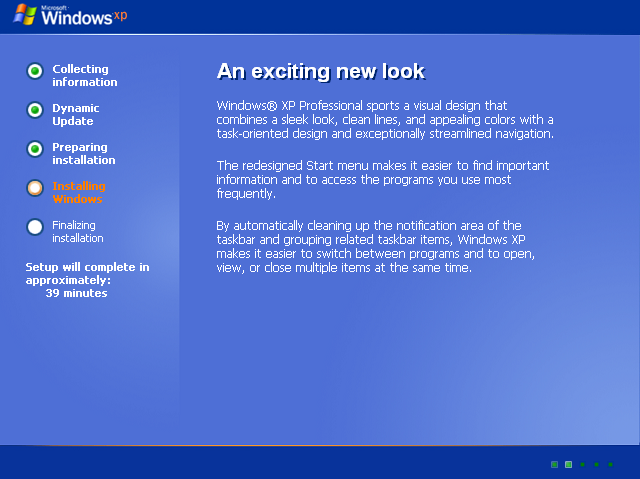 Microsoft®
Windows xp
Collecting
information
Dynamic
Update
Preparing
installation
Installing
Windows
Finalizing
installation
Setup will complete in
approximately:
39 minutes
An exciting new look
Windows® XP Professional sports a visual design that
combines a sleek look, clean lines, and appealing colors with a
task-oriented design and exceptionally streamlined navigation.
The redesigned Start menu makes it easier to find important
information and to access the programs you use most
frequently.
By automatically cleaning up the notification area of the
taskbar and grouping related taskbar items, Windows XP
makes it easier to switch between programs and to open,
view, or close multiple items at the same time.